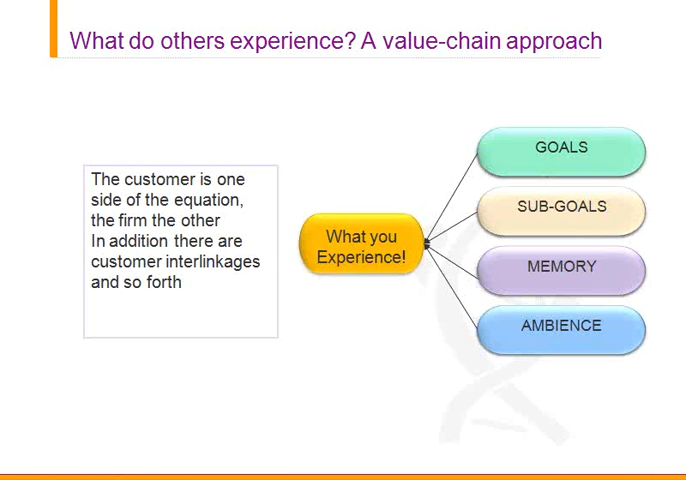 What do others experience? A value-chain approach
The customer is one
side of the equation,
the firm the other
In addition there are
customer interlinkages
and so forth
What you
Experience!
GOALS
SUB-GOALS
MEMORY
AMBIENCE